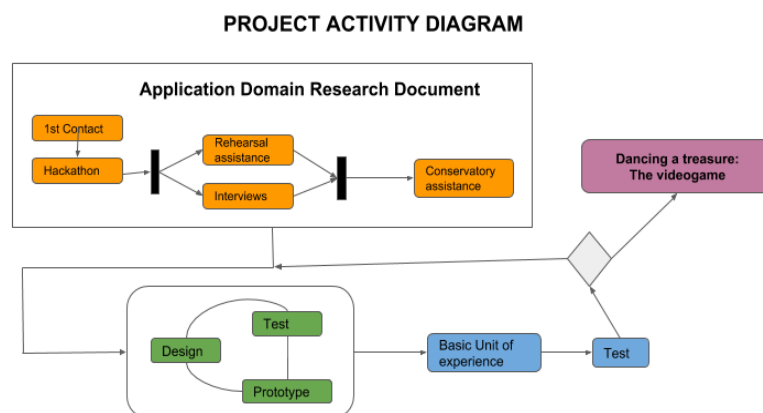 PROJECT ACTIVITY DIAGRAM
Application Domain Research Document
1st Contact
Hackathon
Rehearsal
assistance
Interviews
Conservatory
assistance
Dancing a treasure:
The videogame
Test
Design
Prototype
Basic Unit of
experience
Test